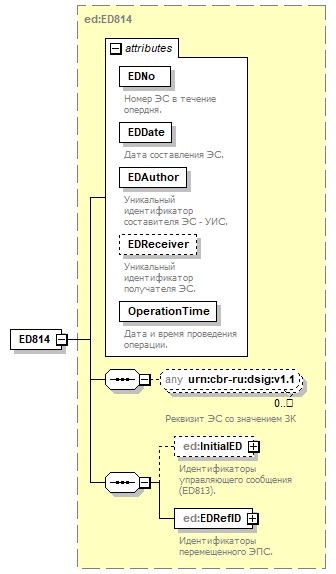 ed:ED814
attributes
EDNo
Номер ЭС в течение
опердня.
EDDate
Дата составления ЭС.
EDAuthor
Уникальный
идентификатор
составителя ЭС - УИС.
EDReceiver
Уникальный
идентификатор
получателя ЭС.
OperationTime
Дата и время проведения
операции.
ED814
any urn:cbr-ru:dsig:v1.1
0..□
Реквизит ЭС со значением ЗК
ed:InitialED
Идентификаторы
управляющего сообщения
(ED813).
ed:EDRefID
Идентификаторы
перемещенного ЭПС.